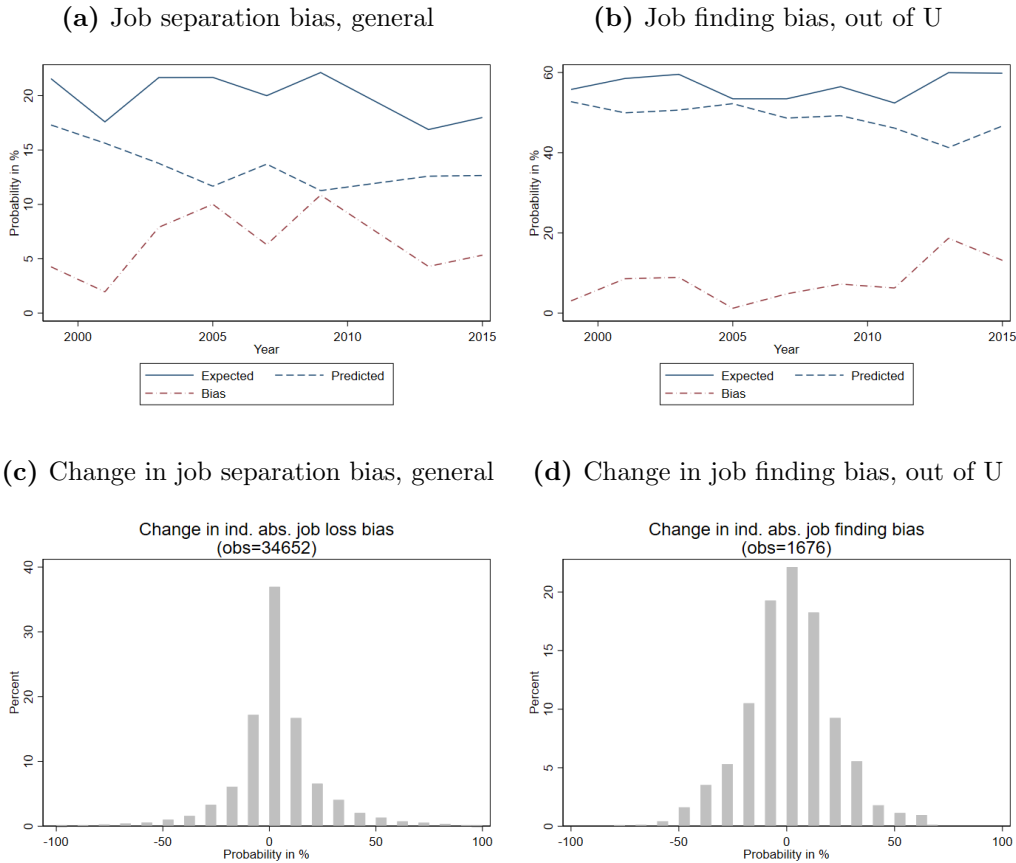 (a) Job separation bias, general
Probability in %
0 5 10 15 20
2000 2005 2010 2015
Year
Expected Predicted
Bias
(b) Job finding bias, out of U
Probability in %
0 20 40 60
2000 2005 2010 2015
Year
Expected Predicted
Bias
(c) Change in job separation bias, general
Change in ind. abs. job loss bias
(obs=34652)
Percent
0 10 20 30 40
-100 -50 0 50 100
Probability in %
(d) Change in job finding bias, out of U
Change in ind. abs. job finding bias
(obs=1676)
Percent
0 5 10 15 20
-100 -50 0 50 100
Probability in %